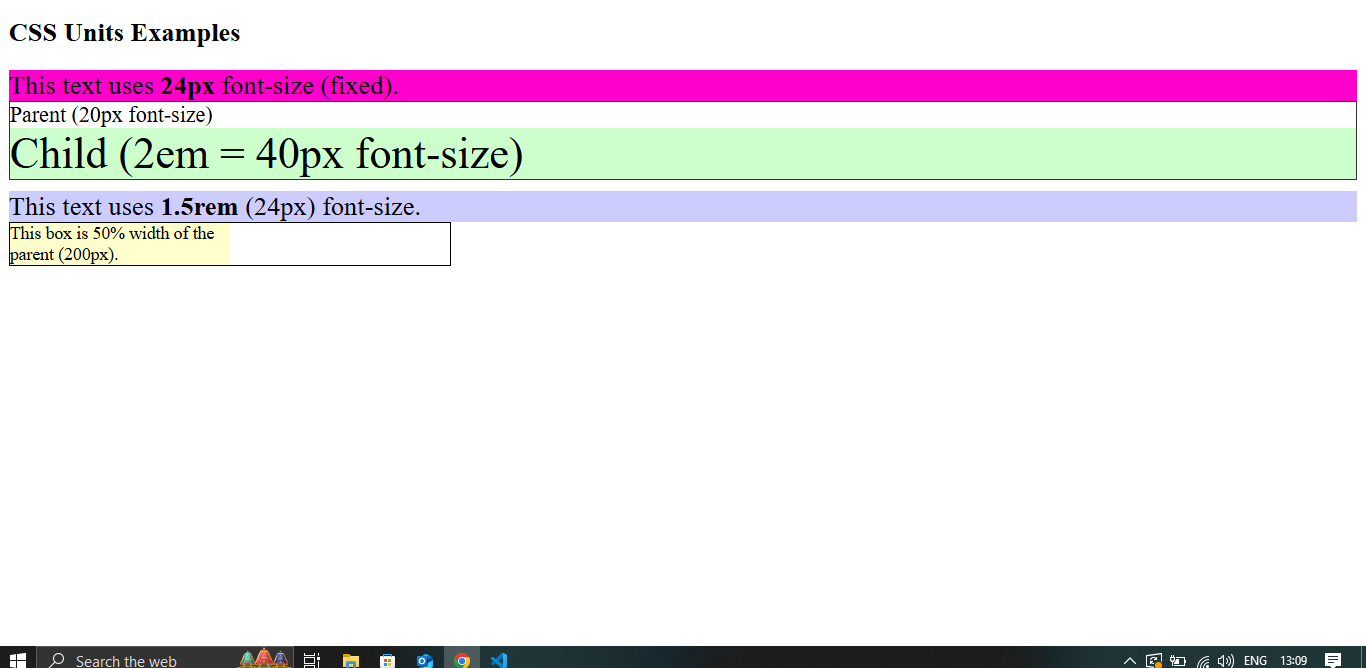 CSS Units Examples
This text uses 24px font-size (fixed).
Parent (20px font-size)
Child (2em = 40px font-size)
This text uses 1.5rem (24px) font-size.
This box is 50% width of the
parent (200px).
Search the web
ENG 13:09